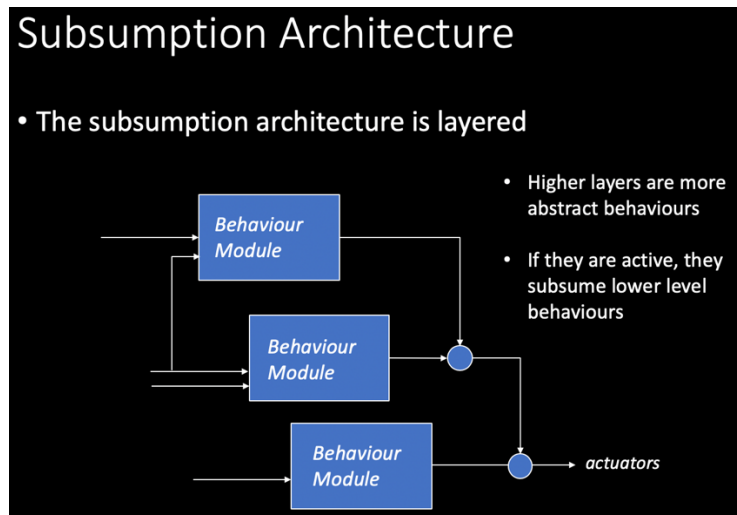 Subsumption Architecture
• The subsumption architecture is layered
• Higher layers are more
abstract behaviours
• If they are active, they
subsume lower level
behaviours
Behaviour
Module
Behaviour
Module
Behaviour
Module
actuators